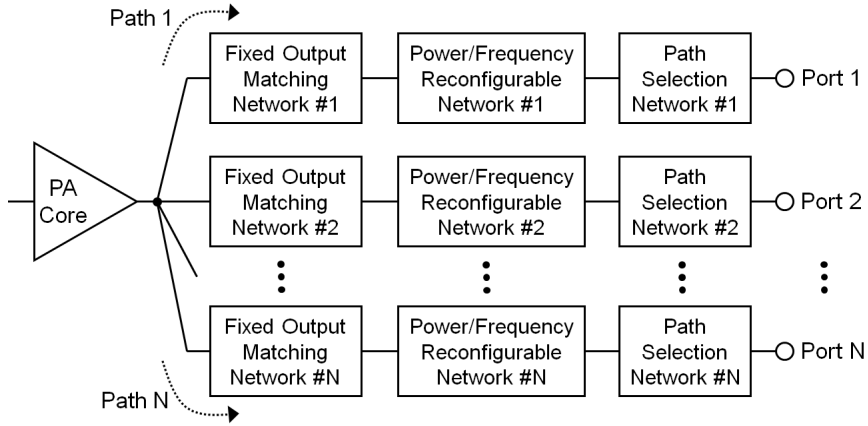 Path 1
Fixed Output
Matching
Network #1
Power/Frequency
Reconfigurable
Network #1
Path
Selection
Network #1
Port 1
PA
Core
Fixed Output
Matching
Network #2
Power/Frequency
Reconfigurable
Network #2
Path
Selection
Network #2
Port 2
Fixed Output
Matching
Network #N
Power/Frequency
Reconfigurable
Network #N
Path
Selection
Network #N
Port N
Path N